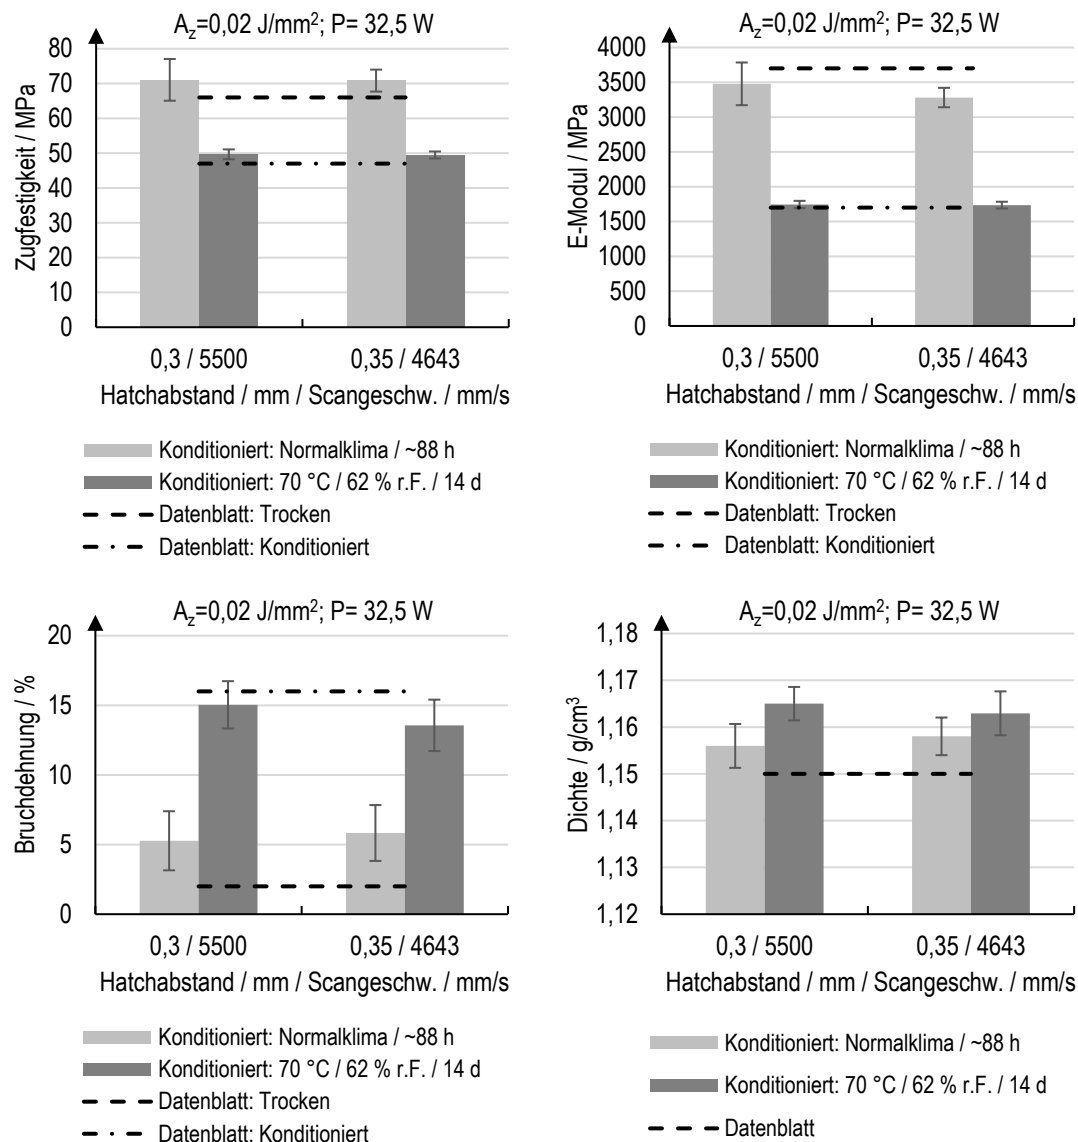 A_z=0,02 J/mm²; P= 32,5 W
Zugfestigkeit / MPa
80
70
60
50
40
30
20
10
0
0,3 / 5500
0,35 / 4643
Hatchabstand / mm / Scangeschw. / mm/s
Konditioniert: Normalklima / ~88 h
Konditioniert: 70 °C / 62 % r.F. / 14 d
Datenblatt: Trocken
Datenblatt: Konditioniert
A_z=0,02 J/mm²; P= 32,5 W
E-Modul / MPa
4000
3500
3000
2500
2000
1500
1000
500
0
0,3 / 5500
0,35 / 4643
Hatchabstand / mm / Scangeschw. / mm/s
Konditioniert: Normalklima / ~88 h
Konditioniert: 70 °C / 62 % r.F. / 14 d
Datenblatt: Trocken
Datenblatt: Konditioniert
A_z=0,02 J/mm²; P= 32,5 W
Bruchdehnung / %
20
15
10
5
0
0,3 / 5500
0,35 / 4643
Hatchabstand / mm / Scangeschw. / mm/s
Konditioniert: Normalklima / ~88 h
Konditioniert: 70 °C / 62 % r.F. / 14 d
Datenblatt: Trocken
Datenblatt: Konditioniert
A_z=0,02 J/mm²; P= 32,5 W
Dichte / g/cm³
1,18
1,17
1,16
1,15
1,14
1,13
1,12
0,3 / 5500
0,35 / 4643
Hatchabstand / mm / Scangeschw. / mm/s
Konditioniert: Normalklima / ~88 h
Konditioniert: 70 °C / 62 % r.F. / 14 d
Datenblatt